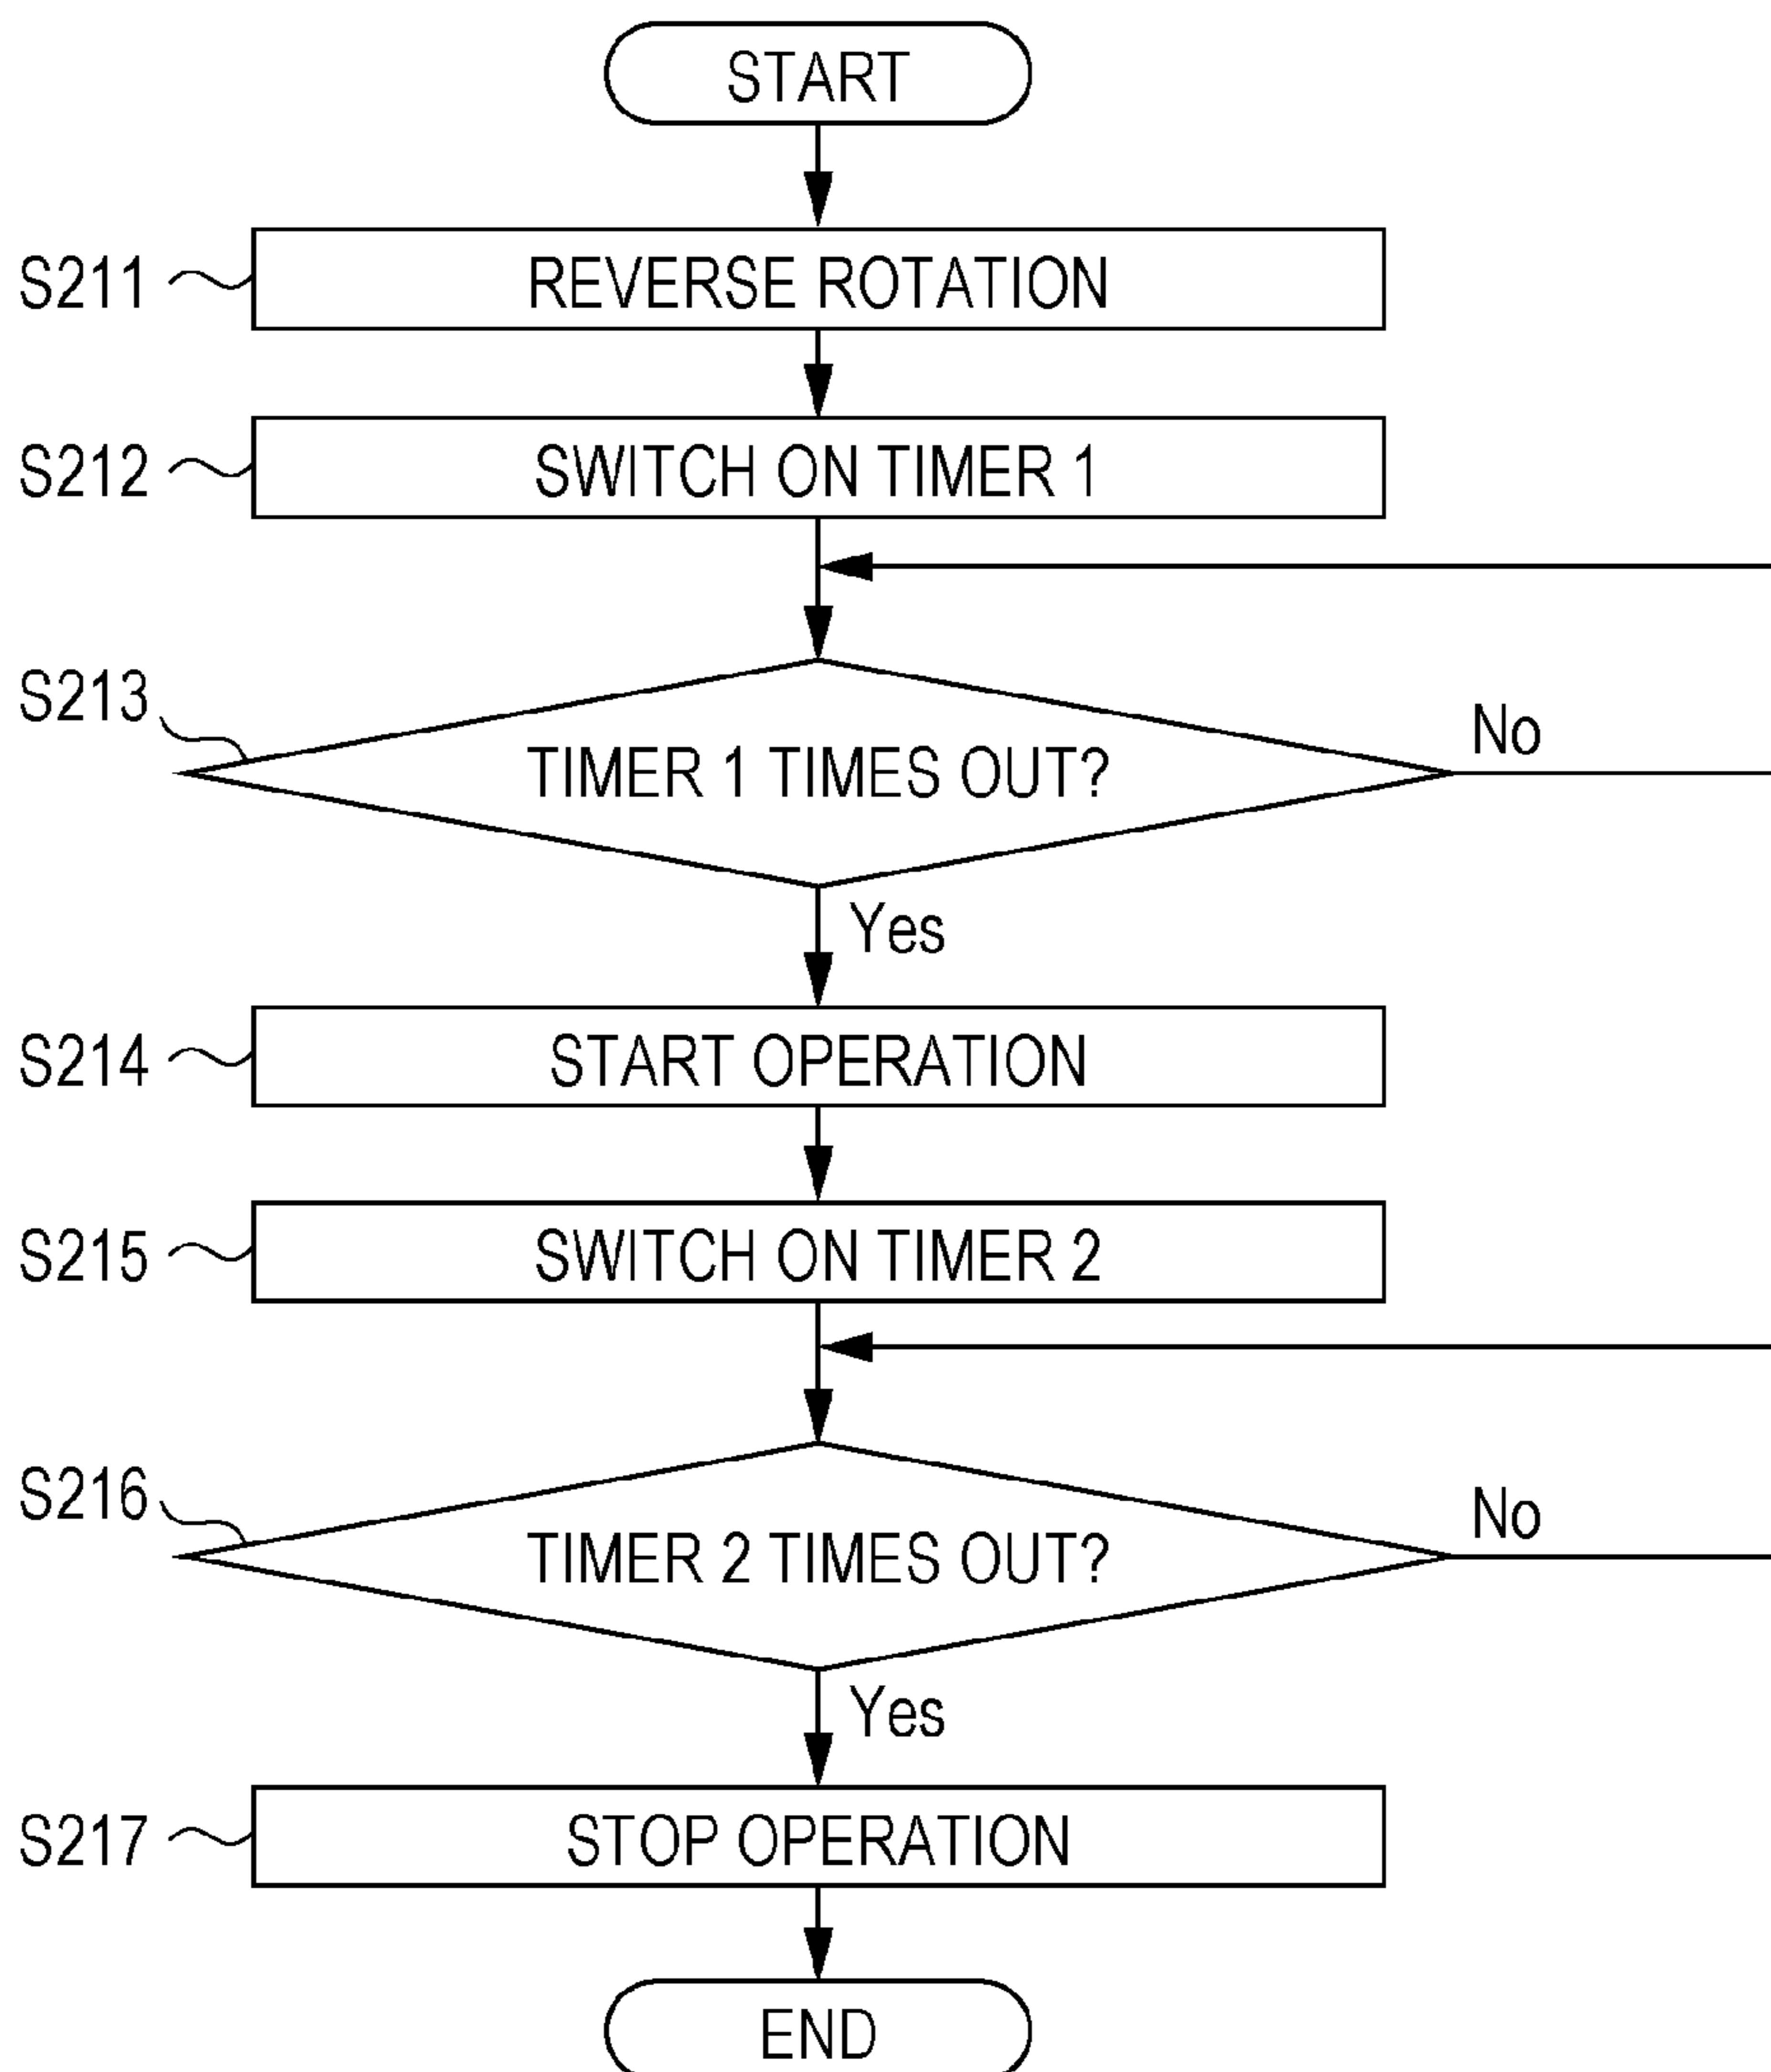 START
S211 REVERSE ROTATION
S212 SWITCH ON TIMER 1
S213 TIMER 1 TIMES OUT? No
Yes
S214 START OPERATION
S215 SWITCH ON TIMER 2
S216 TIMER 2 TIMES OUT? No
Yes
S217 STOP OPERATION
END